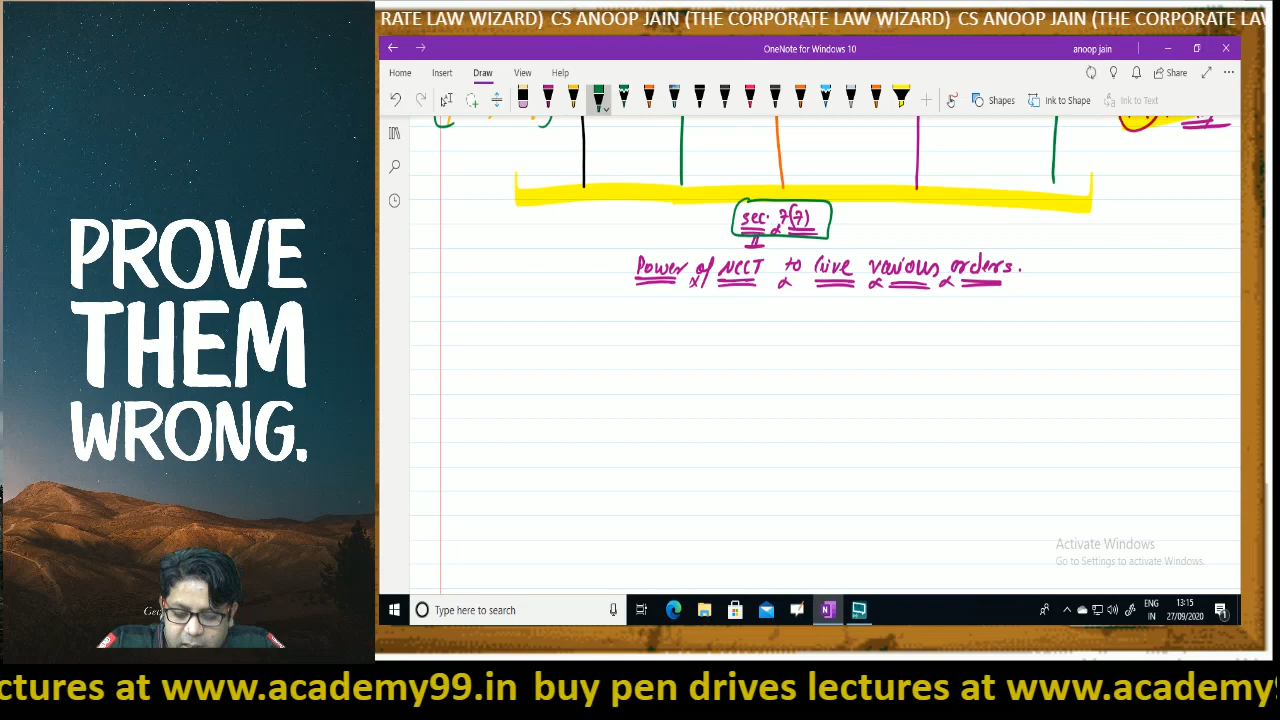 RATE LAW WIZARD) CS ANOOP JAIN (THE CORPORATE LAW WIZARD) CS ANOOP JAIN (THE CORPORATE LAW
OneNote for Windows 10
anoop jain
Home Insert Draw View Help
Share
Shapes
Ink to Shape
Ink to Text
sec. 7(7)
Power of NCLT to Give various orders.
PROVE
THEM
WRONG.
Activate Windows
Go to Settings to activate Windows.
Type here to search
ENG
IN
13:15
27/09/2020
1
ctures at www.academy99.in buy pen drives lectures at www.academy9